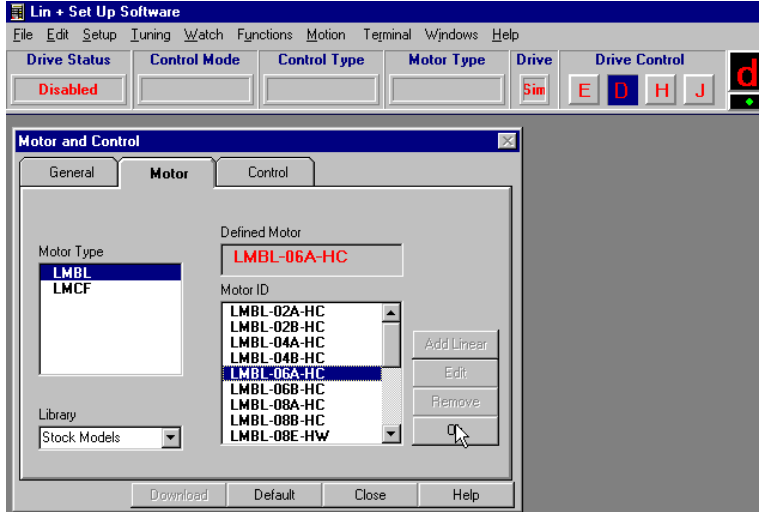 Lin + Set Up Software
File Edit Setup Tuning Watch Functions Motion Terminal Windows Help
Drive Status Control Mode Control Type Motor Type Drive Drive Control
Disabled Sim E D H J d
Motor and Control
General Motor Control
Defined Motor
LMBL-06A-HC
Motor Type
LMBL
LMCF
Motor ID
LMBL-02A-HC
LMBL-02B-HC
LMBL-04A-HC
LMBL-04B-HC
LMBL-06A-HC
LMBL-06B-HC
LMBL-08A-HC
LMBL-08B-HC
LMBL-08E-HW
Add Linear
Edit
Remove
Library
Stock Models
Download Default Close Help